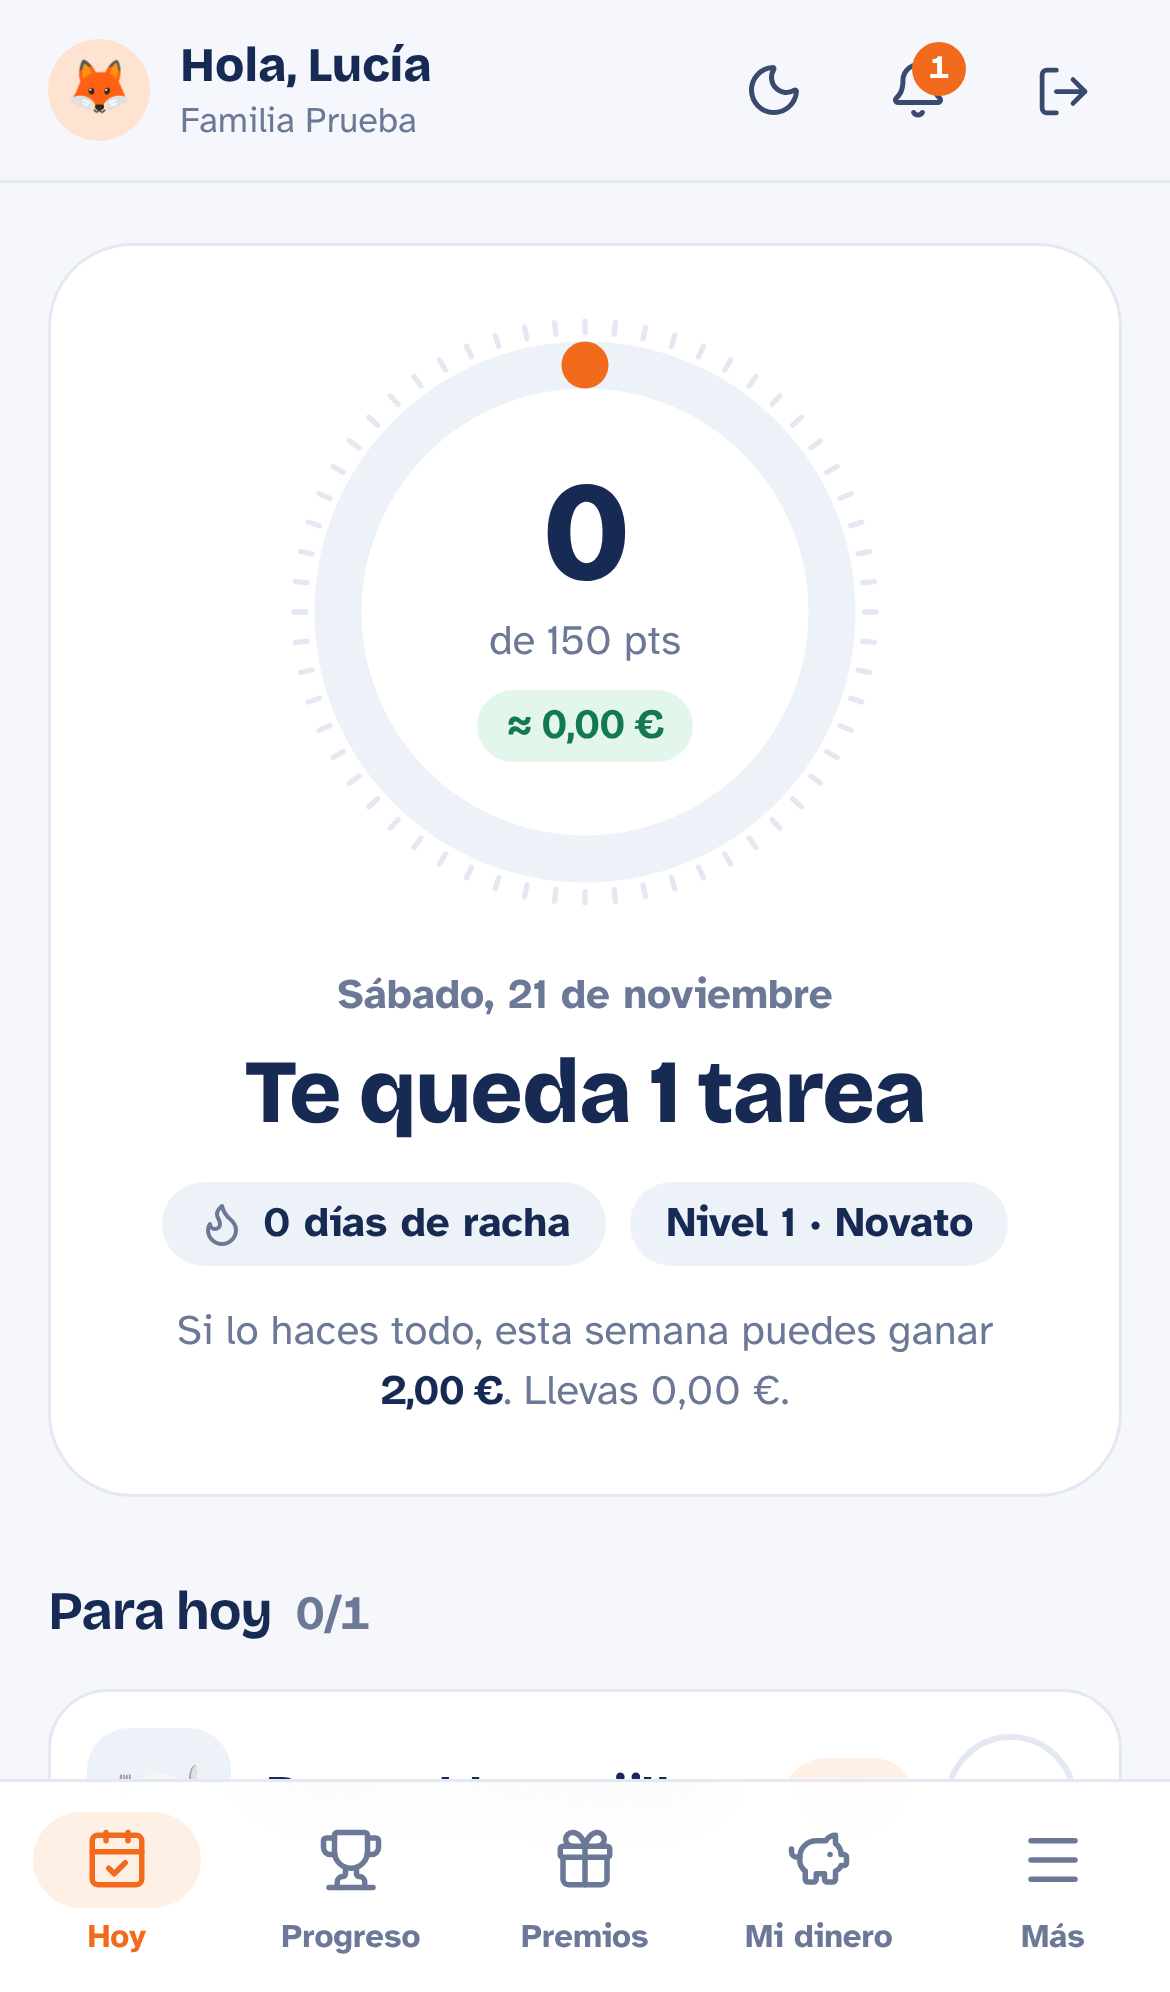 Hola, Lucía
Familia Prueba
1
0
de 150 pts
≈ 0,00 €
Sábado, 21 de noviembre
Te queda 1 tarea
0 días de racha
Nivel 1 · Novato
Si lo haces todo, esta semana puedes ganar
2,00 €. Llevas 0,00 €.
Para hoy 0/1
Hoy
Progreso
Premios
Mi dinero
Más